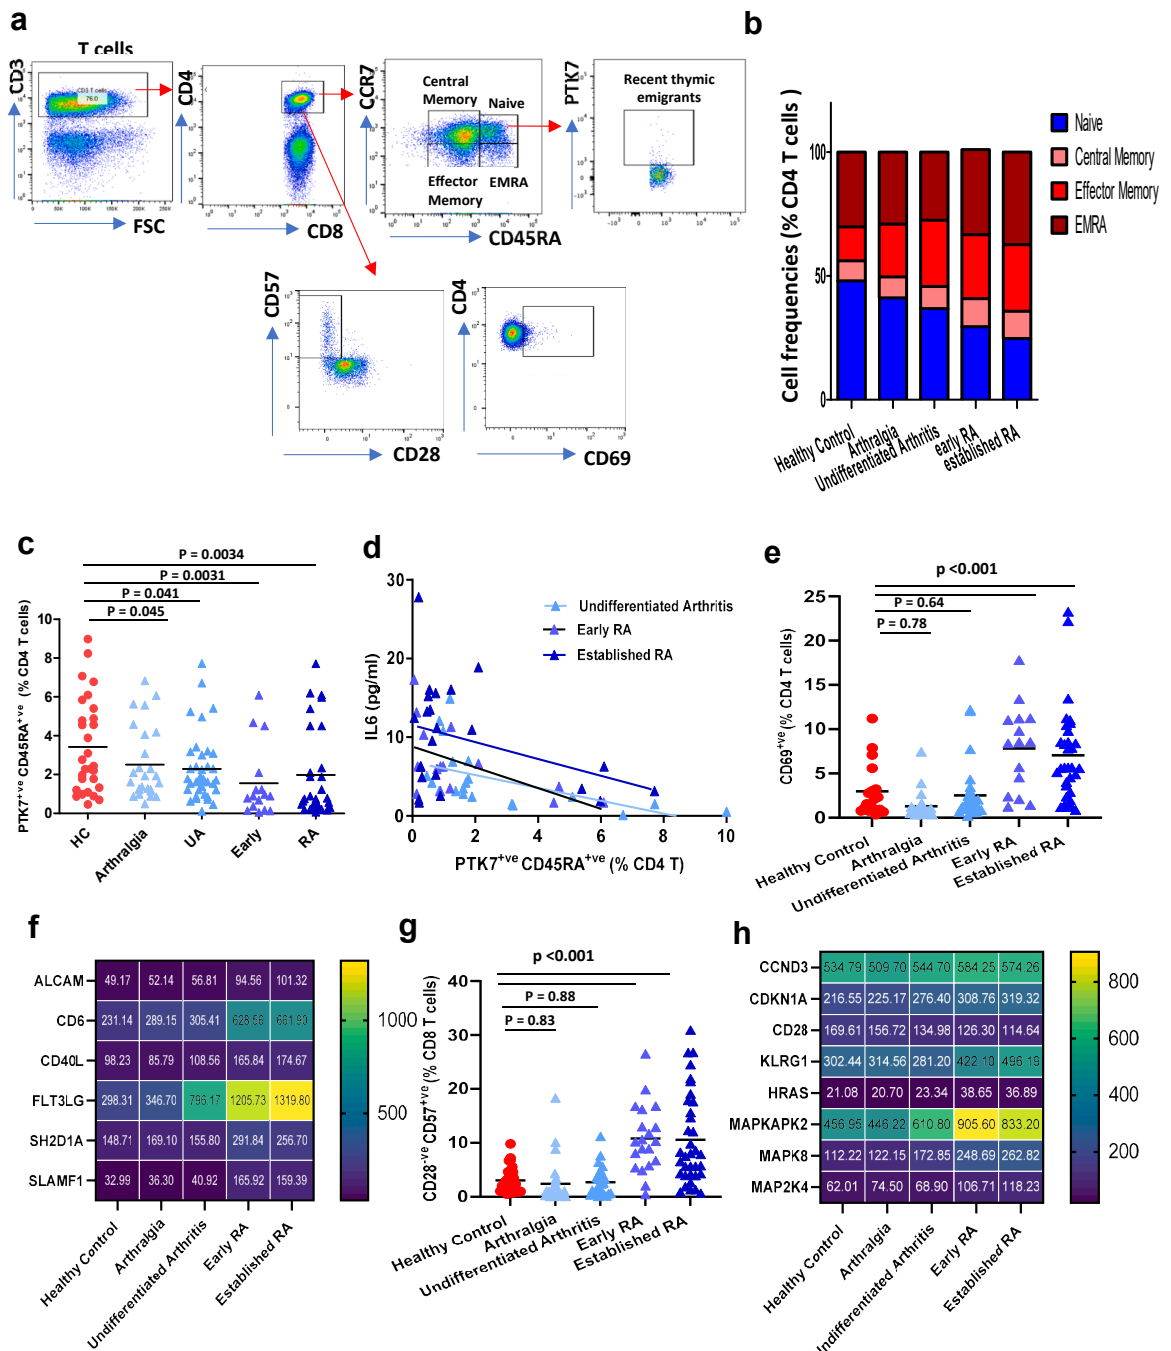 a
T cells
CD3
CD3 T cells
76.0
FSC
CD4
CD8
CCR7
Central
Memory
Naive
Effector
Memory
EMRA
CD45RA
PTK7
Recent thymic
emigrants
CD57
CD28
CD4
CD69
b
Cell frequencies (% CD4 T cells )
100
50
0
Healthy Control
Arthralgia
Undifferentiated Arthritis
early RA
established RA
Naive
Central Memory
Effector Memory
EMRA
c
P = 0.0034
P = 0.0031
P = 0.041
P = 0.045
PTK7+ve CD45RA+ve (% CD4 T cells)
10
8
6
4
2
0
HC
Arthralgia
UA
Early
RA
d
IL6 (pg/ml)
30
20
10
0
0 2 4 6 8 10
PTK7+ve CD45RA+ve (% CD4 T)
Undifferentiated Arthritis
Early RA
Established RA
e
p <0.001
P = 0.64
P = 0.78
CD69+ve(% CD4 T cells)
25
20
15
10
5
0
Healthy Control
Arthralgia
Undifferentiated Arthritis
Early RA
Established RA
f
ALCAM 49.17 52.14 56.81 94.56 101.32
CD6 231.14 289.15 305.41 628.56 661.90
CD40L 98.23 85.79 108.56 165.84 174.67
FLT3LG 298.31 346.70 796.17 1205.73 1319.80
SH2D1A 148.71 169.10 155.80 291.84 256.70
SLAMF1 32.99 36.30 40.92 165.92 159.39
1000
500
Healthy Control
Arthralgia
Undifferentiated Arthritis
Early RA
Established RA
g
p <0.001
P = 0.88
P = 0.83
CD28-ve CD57+ve(% CD8 T cells)
40
30
20
10
0
Healthy Control
Arthralgia
Undifferentiated Arthritis
Early RA
Established RA
h
CCND3 534.79 509.70 544.70 584.25 574.26
CDKN1A 216.55 225.17 276.40 308.76 319.32
CD28 169.61 156.72 134.98 126.30 114.64
KLRG1 302.44 314.56 281.20 422.10 496.19
HRAS 21.08 20.70 23.34 38.65 36.89
MAPKAPK2 456.95 446.22 610.80 905.60 833.20
MAPK8 112.22 122.15 172.85 248.69 262.82
MAP2K4 62.01 74.50 68.90 106.71 118.23
800
600
400
200
Healthy Control
Arthralgia
Undifferentiated Arthritis
Early RA
Established RA